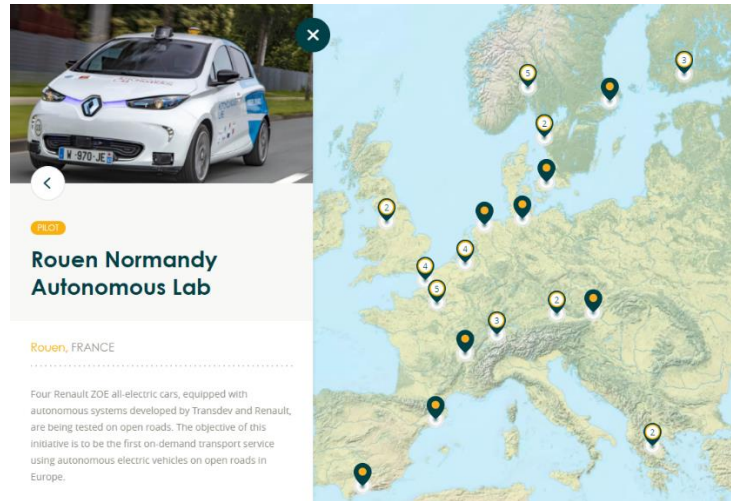 W-970-JE
PILOT
Rouen Normandy
Autonomous Lab
Rouen, FRANCE
Four Renault ZOE all-electric cars, equipped with
autonomous systems developed by Transdev and Renault,
are being tested on open roads. The objective of this
initiative is to be the first on-demand transport service
using autonomous electric vehicles on open roads in
Europe.
5
3
2
2
4
4
5
2
3
2